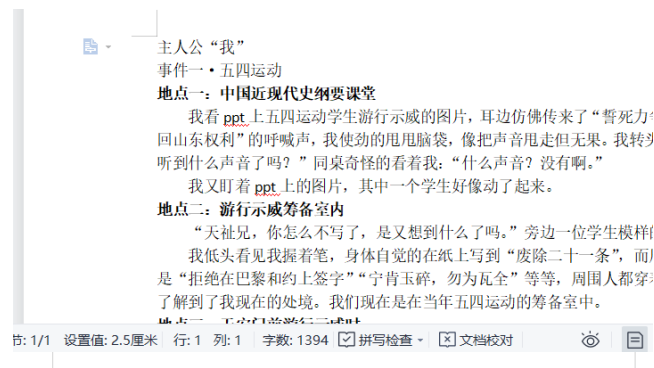 主人公“我”
事件一·五四运动
地点一：中国近现代史纲要课堂
我看 ppt 上五四运动学生游行示威的图片，耳边仿佛传来了“誓死力
回山东权利”的呼喊声，我使劲的甩甩脑袋，像把声音甩走但无果。我转
听到什么声音了吗？”同桌奇怪的看着我：“什么声音？没有啊。”
我又盯着 ppt 上的图片，其中一个学生好像动了起来。
地点二：游行示威筹备室内
“天祉兄，你怎么不写了，是又想到什么了吗。”旁边一位学生模样
我低头看见我握着笔，身体自觉的在纸上写到“废除二十一条”，而
是“拒绝在巴黎和约上签字”“宁肯玉碎，勿为瓦全”等等，周围人都穿
了解到了我现在的处境。我们现在是在当年五四运动的筹备室中。
节: 1/1 设置值: 2.5厘米 行: 1 列: 1 字数: 1394 拼写检查 文档校对